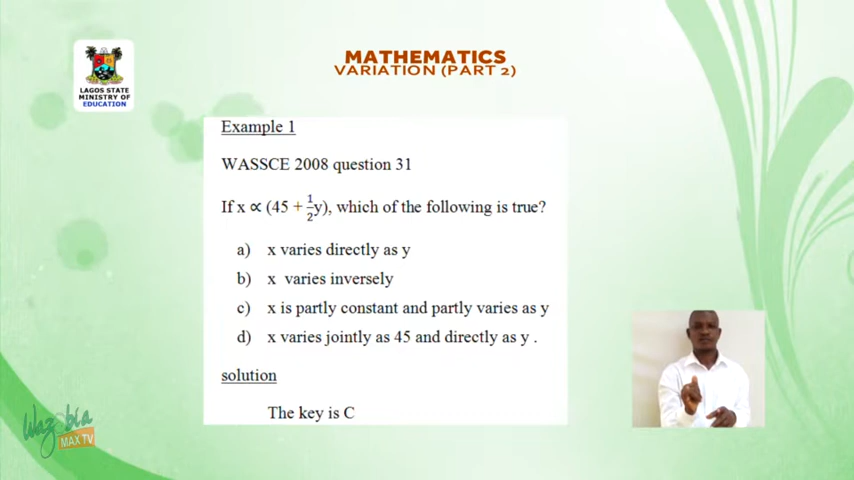 MATHEMATICS
VARIATION (PART 2)
LAGOS STATE
MINISTRY OF
EDUCATION
Example 1
WASSCE 2008 question 31
If x ∝ (45 + 1/2y), which of the following is true?
a) x varies directly as y
b) x varies inversely
c) x is partly constant and partly varies as y
d) x varies jointly as 45 and directly as y .
solution
The key is C
Wazobia
MAX TV